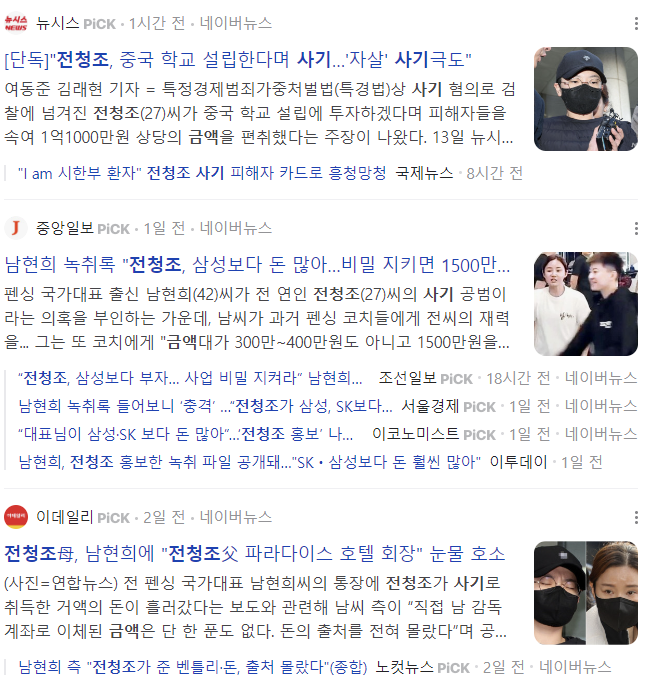 뉴시스 PiCK · 1시간 전 · 네이버뉴스
[단독]"전청조, 중국 학교 설립한다며 사기…'자살' 사기극도"
여동준 김래현 기자 = 특정경제범죄가중처벌법(특경법)상 사기 혐의로 검
찰에 넘겨진 전청조(27)씨가 중국 학교 설립에 투자하겠다며 피해자들을
속여 1억1000만원 상당의 금액을 편취했다는 주장이 나왔다. 13일 뉴시...
"I am 시한부 환자" 전청조 사기 피해자 카드로 흥청망청 국제뉴스 · 8시간 전
중앙일보 PiCK · 1일 전 · 네이버뉴스
남현희 녹취록 "전청조, 삼성보다 돈 많아…비밀 지키면 1500만...
펜싱 국가대표 출신 남현희(42)씨가 전 연인 전청조(27)씨의 사기 공범이
라는 의혹을 부인하는 가운데, 남씨가 과거 펜싱 코치들에게 전씨의 재력
을... 그는 또 코치에게 "금액대가 300만~400만원도 아니고 1500만원을...
“전청조, 삼성보다 부자… 사업 비밀 지켜라” 남현희... 조선일보 PiCK · 18시간 전 · 네이버뉴스
남현희 녹취록 들어보니 ‘충격’ …“전청조가 삼성, SK보다... 서울경제 PiCK · 1일 전 · 네이버뉴스
“대표님이 삼성·SK 보다 돈 많아”…‘전청조 홍보’ 나... 이코노미스트 PiCK · 1일 전 · 네이버뉴스
남현희, 전청조 홍보한 녹취 파일 공개돼..."SK・삼성보다 돈 훨씬 많아" 이투데이 · 1일 전
이데일리 PiCK · 2일 전 · 네이버뉴스
전청조母, 남현희에 "전청조父 파라다이스 호텔 회장" 눈물 호소
(사진=연합뉴스) 전 펜싱 국가대표 남현희씨의 통장에 전청조가 사기로
취득한 거액의 돈이 흘러갔다는 보도와 관련해 남씨 측이 “직접 남 감독
계좌로 이체된 금액은 단 한 푼도 없다. 돈의 출처를 전혀 몰랐다”며 공...
남현희 측 "전청조가 준 벤틀리·돈, 출처 몰랐다"(종합) 노컷뉴스 PiCK · 2일 전 · 네이버뉴스